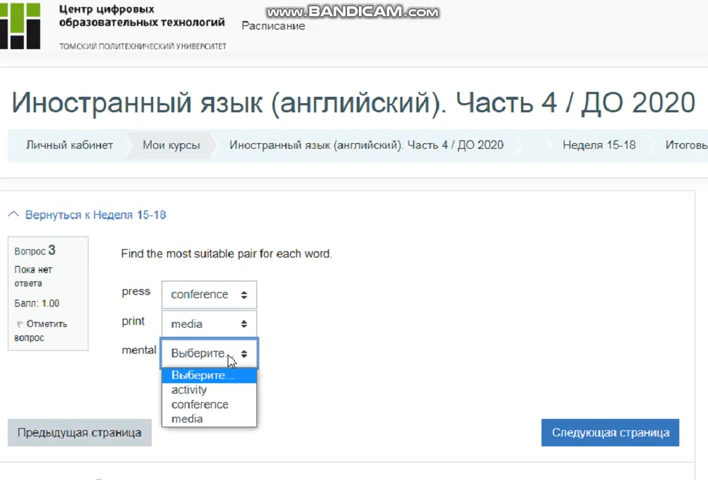 Центр цифровых
образовательных технологий
ТОМСКИЙ ПОЛИТЕХНИЧЕСКИЙ УНИВЕРСИТЕТ
Расписание
www.BANDICAM.com
Иностранный язык (английский). Часть 4 / ДО 2020
Личный кабинет Мои курсы Иностранный язык (английский). Часть 4 / ДО 2020 Неделя 15-18 Итоговы
Вернуться к Неделя 15-18
Вопрос 3
Пока нет
ответа
Балл: 1.00
Отметить
вопрос
Find the most suitable pair for each word.
press conference
print media
mental Выберите...
Выберите...
activity
conference
media
Предыдущая страница
Следующая страница